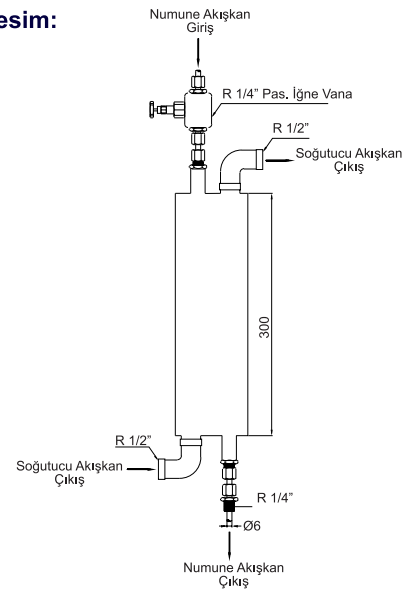 esim:
Numune Akışkan
Giriş
R 1/4” Pas. İğne Vana
R 1/2”
Soğutucu Akışkan
Çıkış
300
R 1/2”
Soğutucu Akışkan
Çıkış
R 1/4”
Ø6
Numune Akışkan
Çıkış